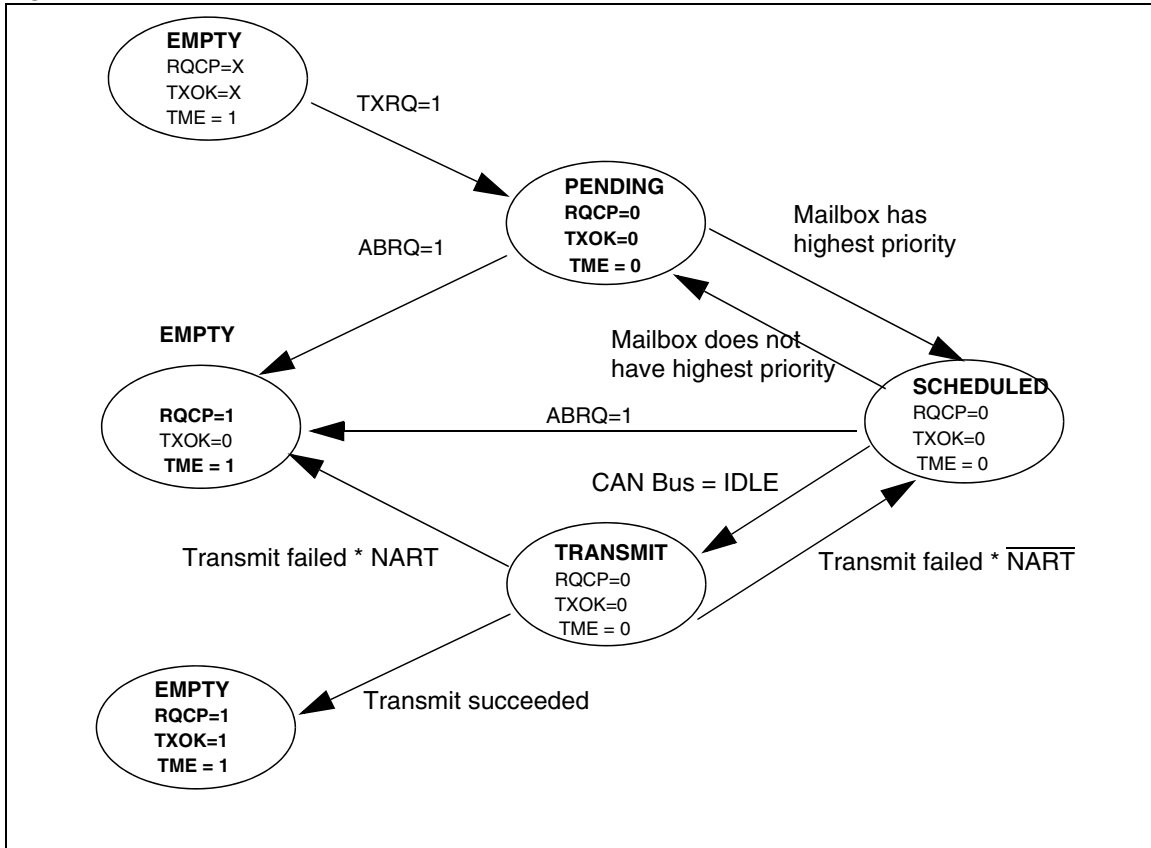 EMPTY
RQCP=X
TXOK=X
TME = 1
TXRQ=1
PENDING
RQCP=0
TXOK=0
TME = 0
Mailbox has
highest priority
ABRQ=1
EMPTY
RQCP=1
TXOK=0
TME = 1
Mailbox does not
have highest priority
SCHEDULED
RQCP=0
TXOK=0
TME = 0
ABRQ=1
CAN Bus = IDLE
Transmit failed * NART
TRANSMIT
RQCP=0
TXOK=0
TME = 0
Transmit failed * N̅A̅R̅T̅
EMPTY
RQCP=1
TXOK=1
TME = 1
Transmit succeeded